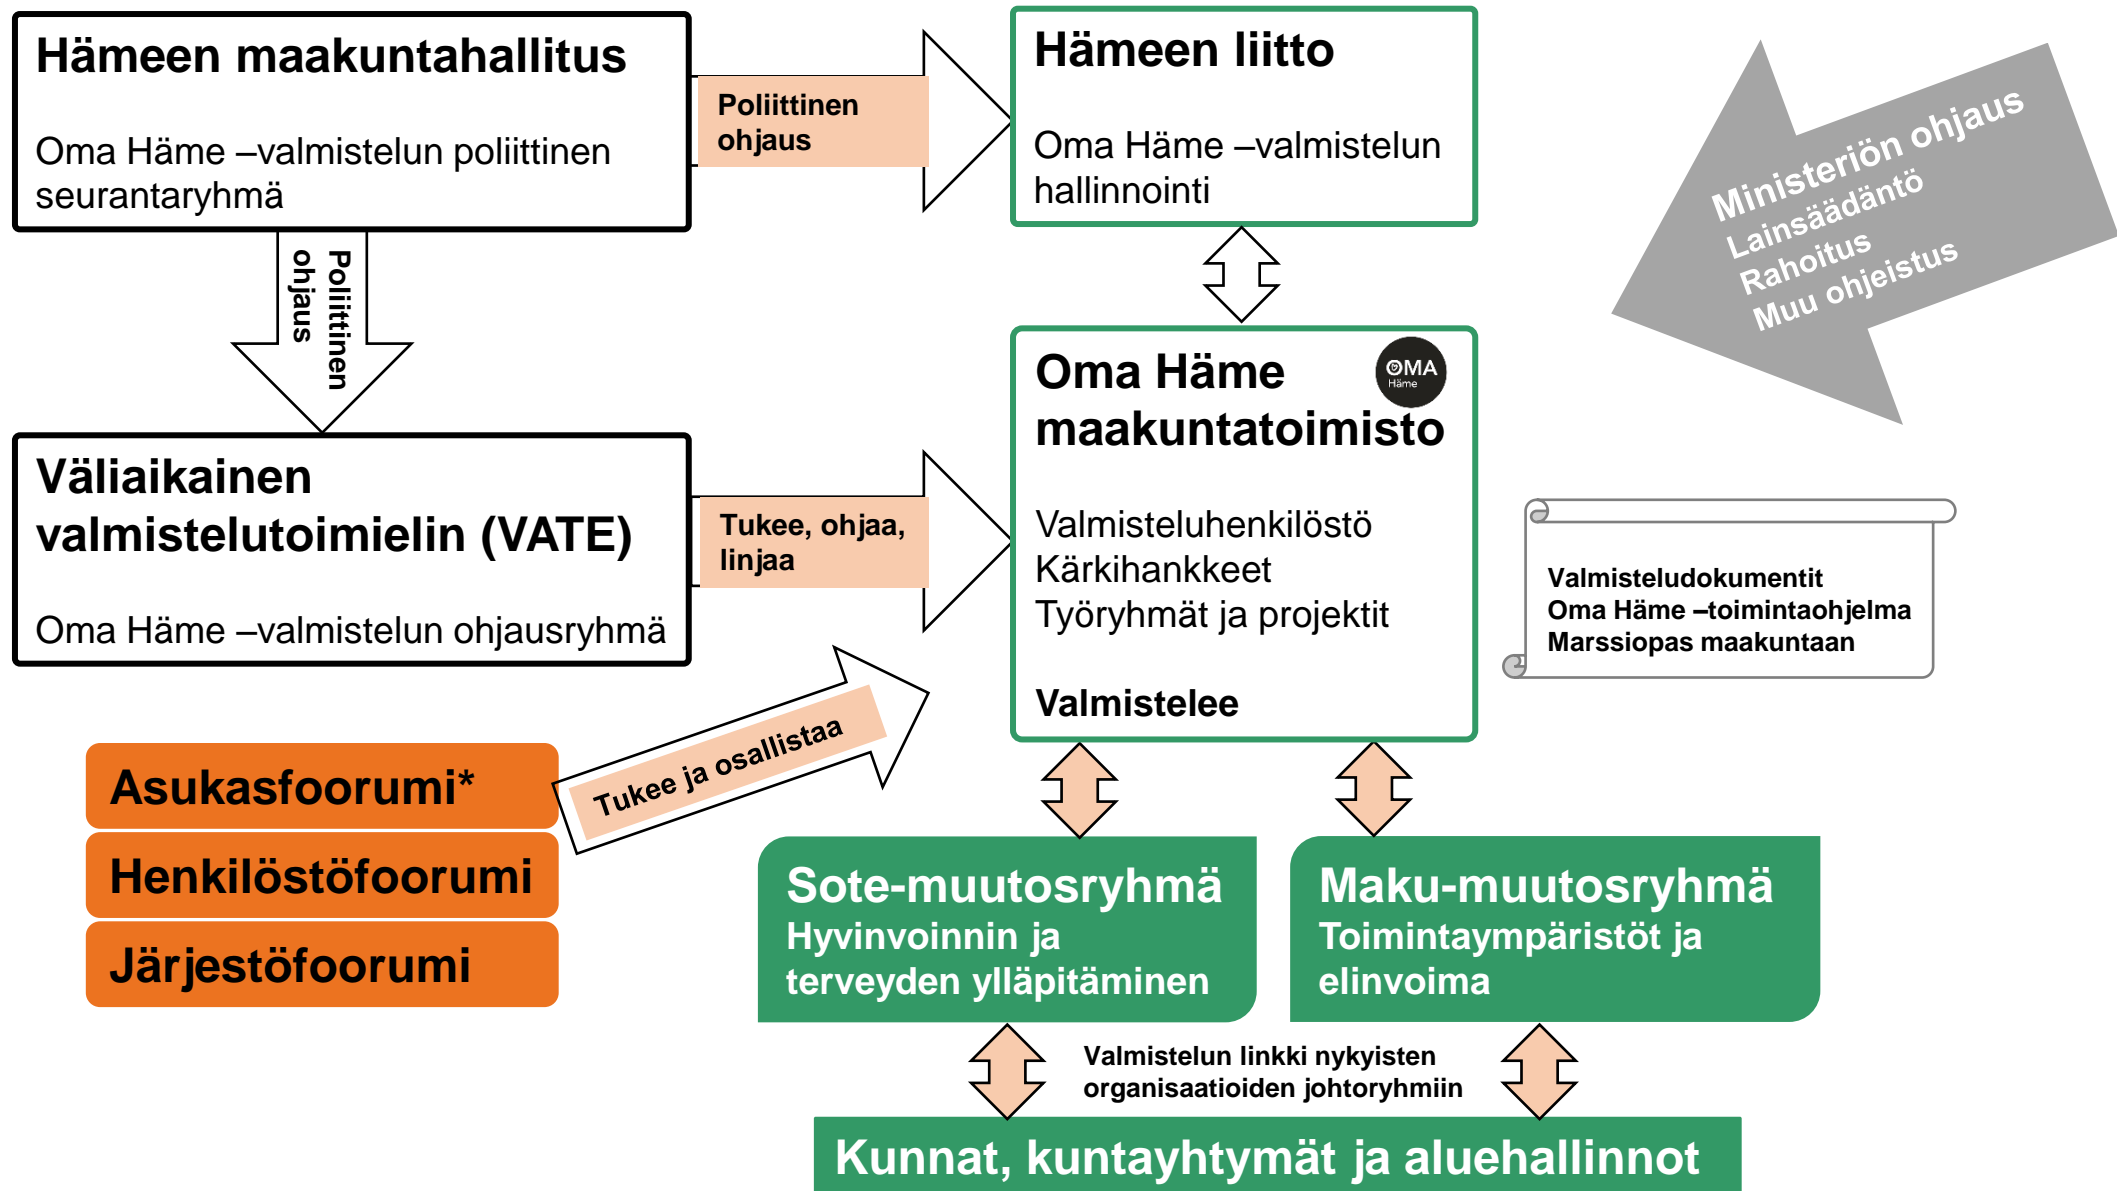 Hämeen maakuntahallitus
Oma Häme –valmistelun poliittinen
seurantaryhmä
Poliittinen
ohjaus
Hämeen liitto
Oma Häme –valmistelun
hallinnointi
Ministeriön ohjaus
Lainsäädäntö
Rahoitus
Muu ohjeistus
Poliittinen
ohjaus
Väliaikainen
valmistelutoimielin (VATE)
Oma Häme –valmistelun ohjausryhmä
Tukee, ohjaa,
linjaa
Oma Häme
maakuntatoimisto
OMA
Häme
Valmisteluhenkilöstö
Kärkihankkeet
Työryhmät ja projektit
Valmistelee
Valmisteludokumentit
Oma Häme –toimintaohjelma
Marssiopas maakuntaan
Tukee ja osallistaa
Asukasfoorumi*
Henkilöstöfoorumi
Järjestöfoorumi
Sote-muutosryhmä
Hyvinvoinnin ja
terveyden ylläpitäminen
Maku-muutosryhmä
Toimintaympäristöt ja
elinvoima
Valmistelun linkki nykyisten
organisaatioiden johtoryhmiin
Kunnat, kuntayhtymät ja aluehallinnot